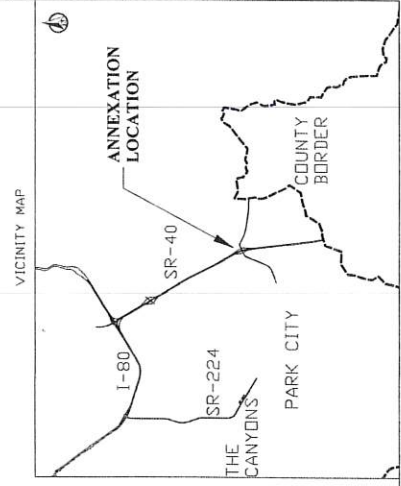 VICINITY MAP
ANNEXATION
LOCATION
SR-40
I-80
SR-224
THE
CANYONS
PARK CITY
COUNTY
BORDER